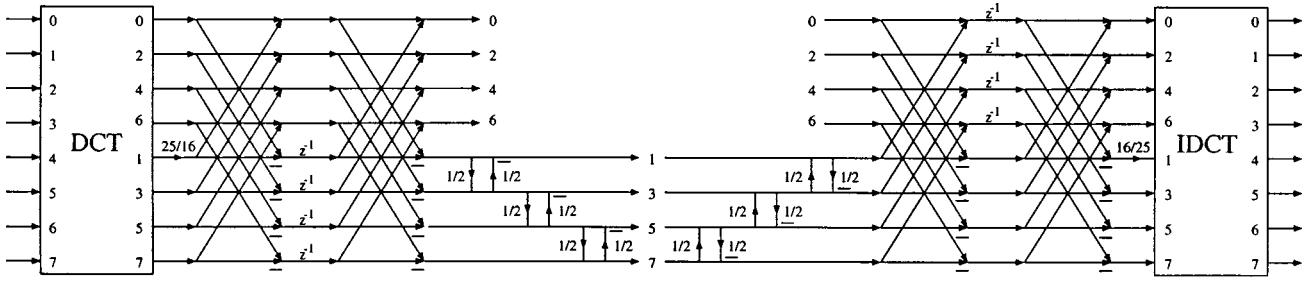 0 0 0 0 z⁻¹ 0 0
1 2 2 2 z⁻¹ 2 1
2 4 4 4 z⁻¹ 4 2
3 6 6 6 z⁻¹ 6 3
DCT 25/16 16/25 IDCT
4 1 z⁻¹ 1 1 4
1/2 1/2 1/2 1/2
5 3 z⁻¹ 3 3 5
1/2 1/2 1/2 1/2
6 5 z⁻¹ 5 5 6
1/2 1/2 1/2 1/2
7 7 z⁻¹ 7 7 7